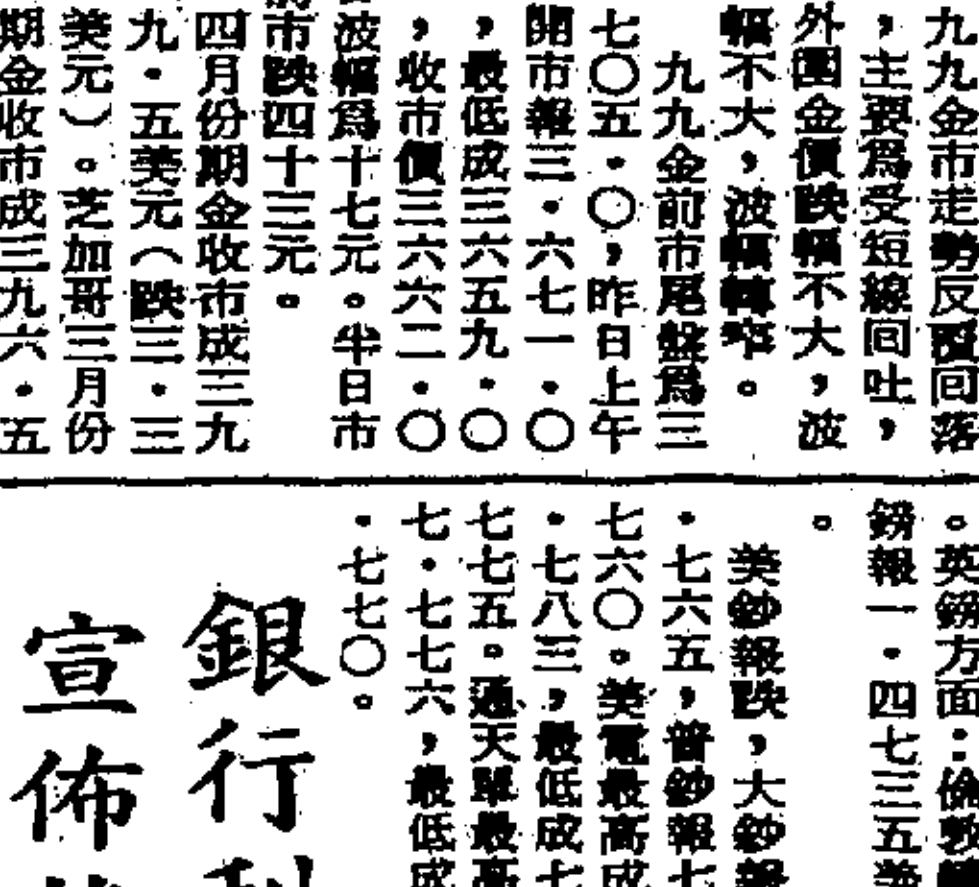 九九金市走勢反覆回落
，主要爲受短線回吐，
外圍金價跌幅不大，波
幅不大，波幅轉窄。
九九金前市尾盤爲三
七〇五·〇，昨日上午
開市報三·六七一·〇
，最低成三六五九·〇
，收市價三六六二·〇
波幅爲十七元。半日市
前市跌四十三元。
四月份期金收市成三九
九·五美元（跌三·三
美元）。芝加哥三月份
期金收市成三九六·五
。英鎊方面：倫敦
鎊報一·四七三五美
。
美鈔報跌，大鈔報
·七六五，普鈔報七
七六〇。美電最高成
·七八三，最低成七
七七五。通天單最高
七·七七六，最低成
·七七〇。
銀行利
宣佈